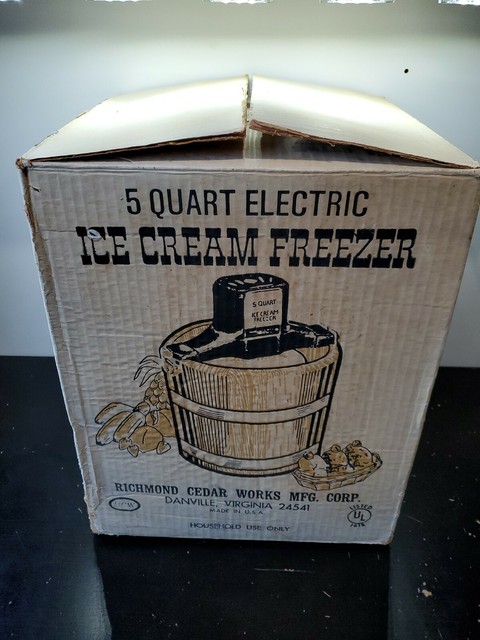 5 QUART ELECTRIC
ICE CREAM FREEZER
5 QUART
ICE CREAM
FREEZER
RICHMOND CEDAR WORKS MFG. CORP.
DANVILLE, VIRGINIA 24541
MADE IN U.S.A.
HOUSEHOLD USE ONLY
LISTED
UL